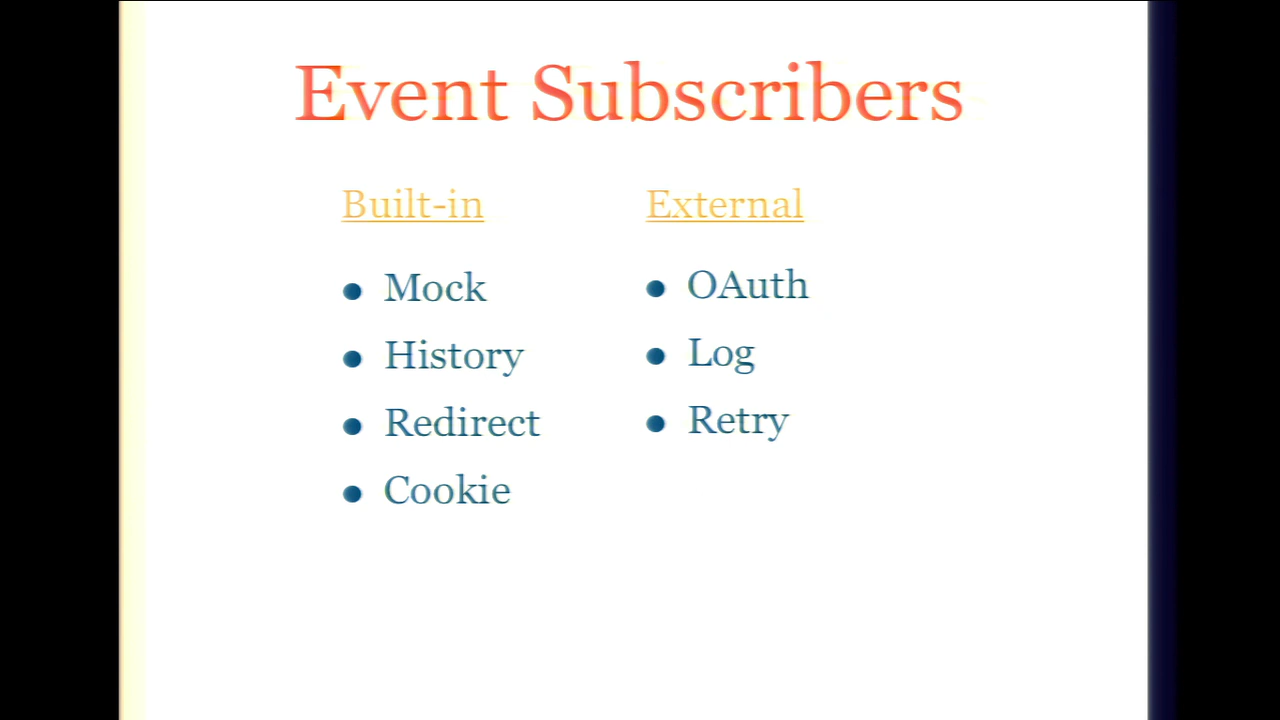 Event Subscribers
Built-in
• Mock
• History
• Redirect
• Cookie
External
• OAuth
• Log
• Retry